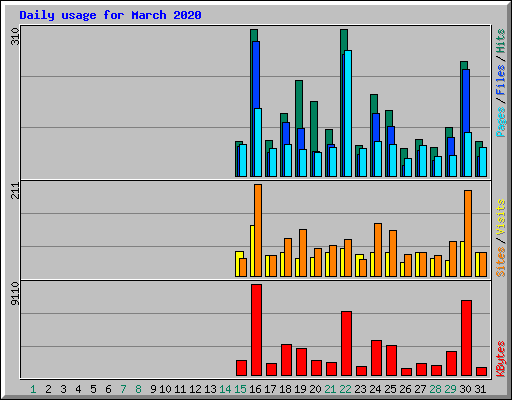 Daily usage for March 2020
310
Pages / Files / Hits
211
Sites / Visits
9110
KBytes
1 2 3 4 5 6 7 8 9 10 11 12 13 14 15 16 17 18 19 20 21 22 23 24 25 26 27 28 29 30 31